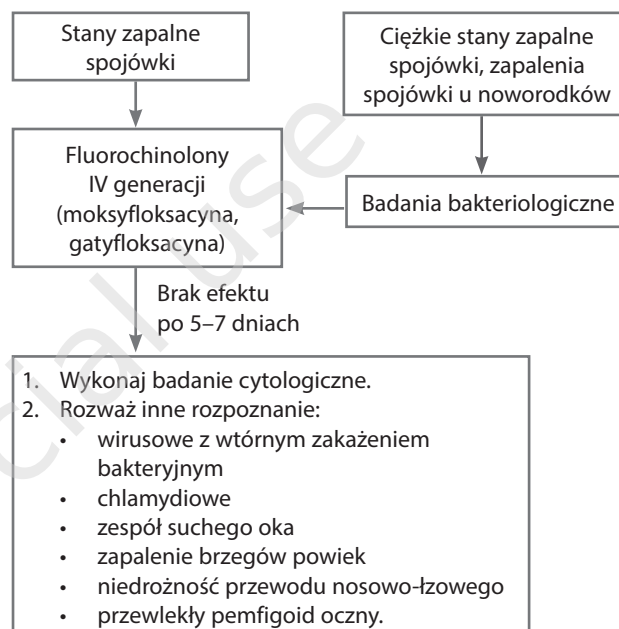 Stany zapalne
spojówki
Ciężkie stany zapalne
spojówki, zapalenia
spojówki u noworodków
Fluorochinolony
IV generacji
(moksyfloksacyna,
gatyfloksacyna)
Badania bakteriologiczne
Brak efektu
po 5–7 dniach
1. Wykonaj badanie cytologiczne.
2. Rozważ inne rozpoznanie:
• wirusowe z wtórnym zakażeniem
bakteryjnym
• chlamydiowe
• zespół suchego oka
• zapalenie brzegów powiek
• niedrożność przewodu nosowo-łzowego
• przewlekły pemfigoid oczny.
cial use